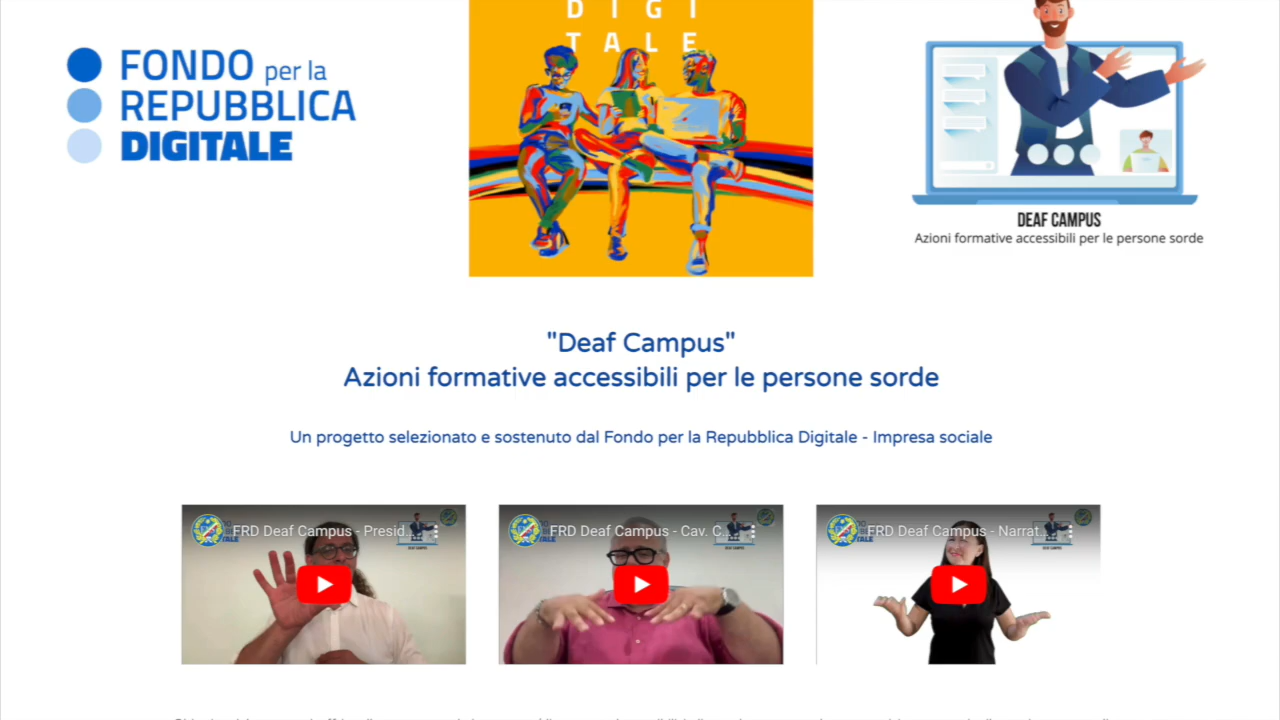 FONDO per la
REPUBBLICA
DIGITALE
DIGI
TALE
DEAF CAMPUS
Azioni formative accessibili per le persone sorde
"Deaf Campus"
Azioni formative accessibili per le persone sorde
Un progetto selezionato e sostenuto dal Fondo per la Repubblica Digitale - Impresa sociale
FRD Deaf Campus - Presid...
FRD Deaf Campus - Cav. C...
FRD Deaf Campus - Narrat...